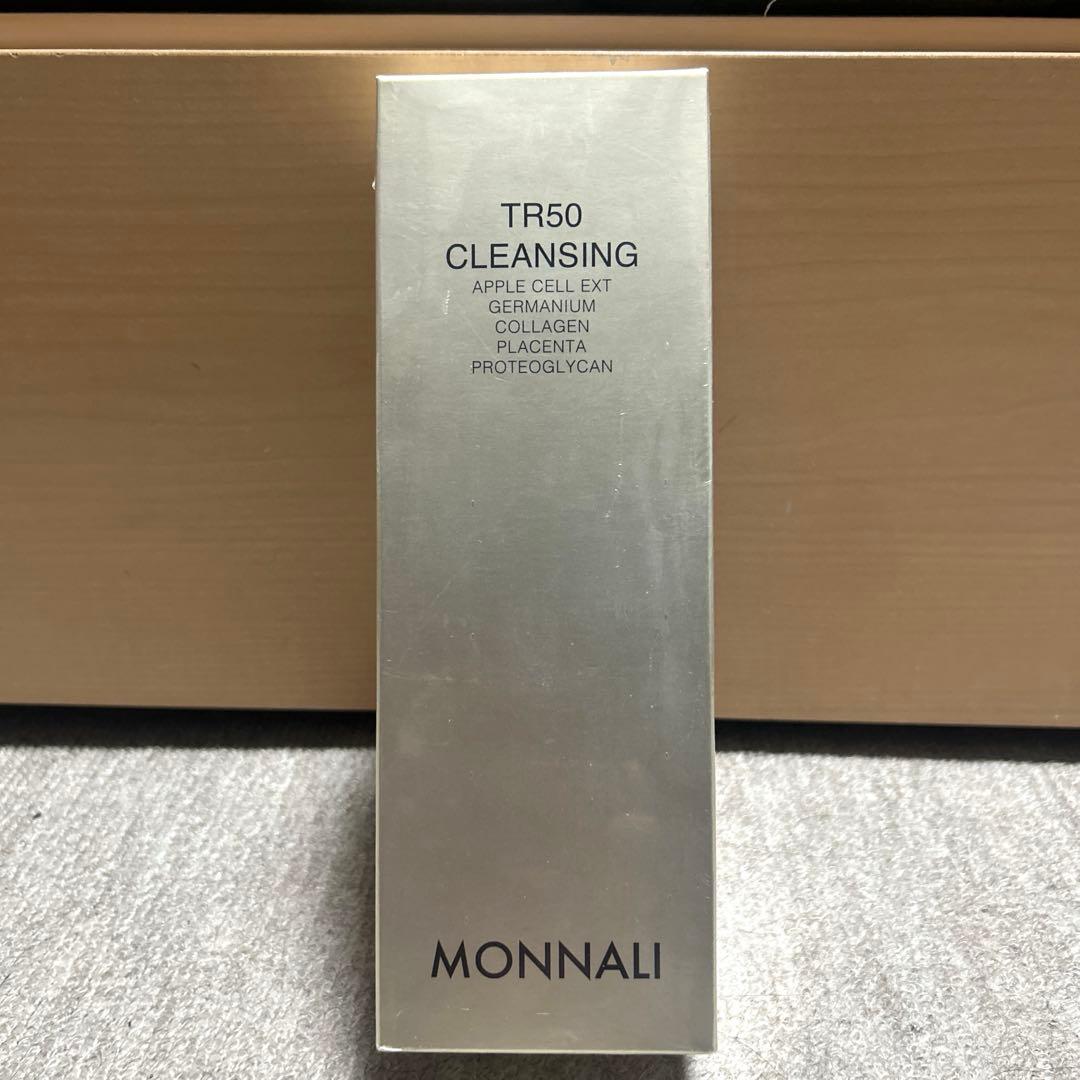 TR50
CLEANSING
APPLE CELL EXT
GERMANIUM
COLLAGEN
PLACENTA
PROTEOGLYCAN
MONNALI